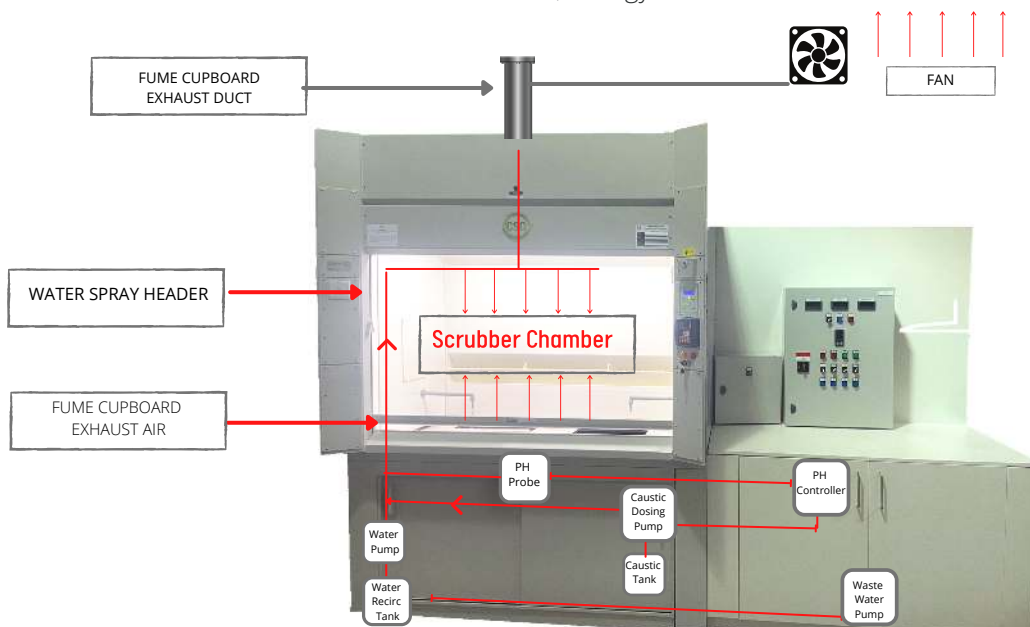 FAN
FUME CUPBOARD
EXHAUST DUCT
WATER SPRAY HEADER
Scrubber Chamber
FUME CUPBOARD
EXHAUST AIR
PH
Probe
PH
Controller
Caustic
Dosing
Pump
Water
Pump
Caustic
Tank
Water
Recirc
Tank
Waste
Water
Pump